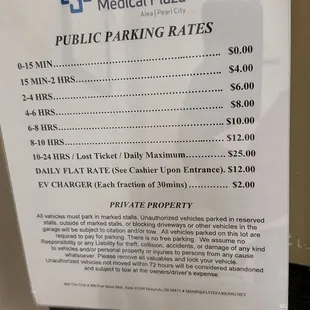 Medical Plaza
Aiea | Pearl City
PUBLIC PARKING RATES
0-15 MIN........ $0.00
15 MIN-2 HRS........ $4.00
2-4 HRS........ $6.00
4-6 HRS........ $8.00
6-8 HRS........ $10.00
8-10 HRS........ $12.00
10-24 HRS / Lost Ticket / Daily Maximum........ $25.00
DAILY FLAT RATE (See Cashier Upon Entrance). $12.00
EV CHARGER (Each fraction of 30mins)........ $2.00
PRIVATE PROPERTY
All vehicles must park in marked stalls. Unauthorized vehicles parked in reserved
stalls, outside of marked stalls, or blocking driveways or other vehicles in the
garage will be subject to citation and/or tow. All vehicles parked on this lot are
required to pay for parking. There is no free parking. We assume no
Responsibility or any Liability for theft, collision, accidents, or damage of any kind
to vehicles and/or personal property or injuries to persons from any cause
whatsoever. Please remove all valuables and lock your vehicle.
Unauthorized vehicles not moved within 72 hours will be considered abandoned
and subject to tow at the owners/driver's expense.